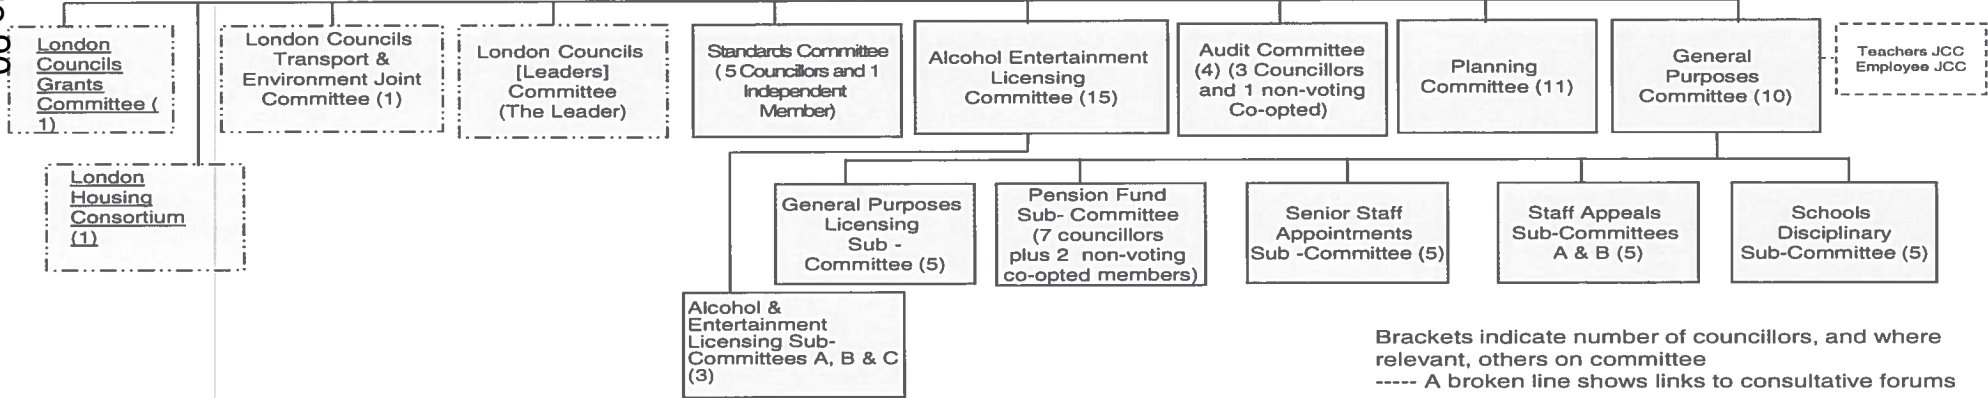 London
Councils
Grants
Committee (
1)
London Councils
Transport &
Environment Joint
Committee (1)
London Councils
[Leaders]
Committee
(The Leader)
Standards Committee
( 5 Councillors and 1
Independent
Member)
Alcohol Entertainment
Licensing
Committee (15)
Audit Committee
(4) (3 Councillors
and 1 non-voting
Co-opted)
Planning
Committee (11)
General
Purposes
Committee (10)
Teachers JCC
Employee JCC
London
Housing
Consortium
(1)
General Purposes
Licensing
Sub -
Committee (5)
Pension Fund
Sub- Committee
(7 councillors
plus 2 non-voting
co-opted members)
Senior Staff
Appointments
Sub -Committee (5)
Staff Appeals
Sub-Committees
A & B (5)
Schools
Disciplinary
Sub-Committee (5)
Alcohol &
Entertainment
Licensing Sub-
Committees A, B & C
(3)
Brackets indicate number of councillors, and where
relevant, others on committee
----- A broken line shows links to consultative forums